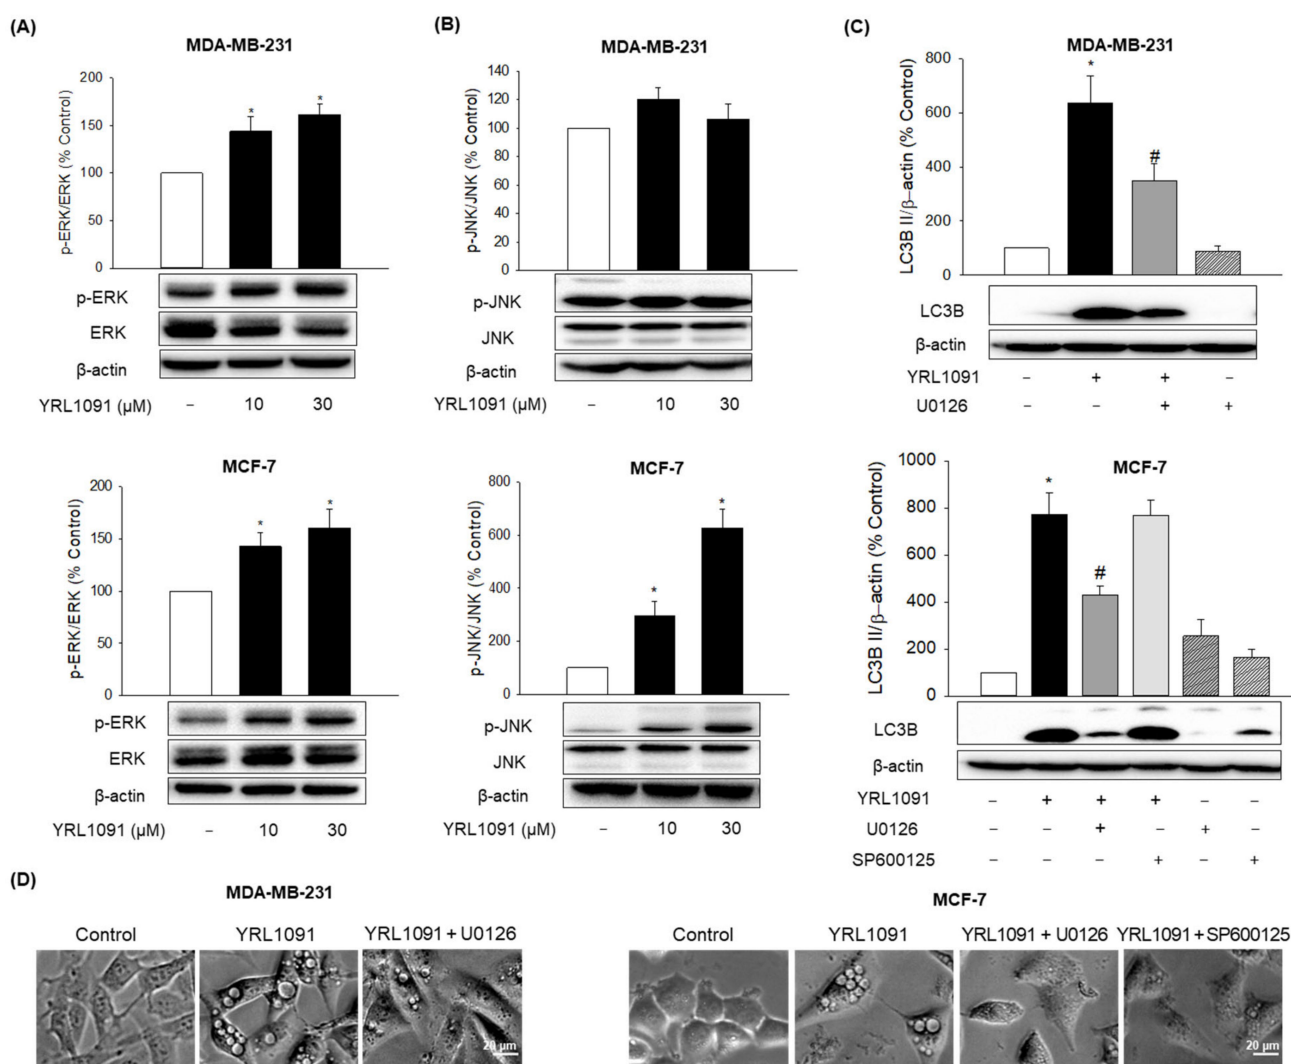 (A)
MDA-MB-231
p-ERK/ERK (% Control)
200
150
100
50
0
* *
p-ERK
ERK
β-actin
YRL1091 (µM) – 10 30
MCF-7
p-ERK/ERK (% Control)
200
150
100
50
0
* *
p-ERK
ERK
β-actin
YRL1091 (µM) – 10 30
(B)
MDA-MB-231
p-JNK/JNK (% Control)
140
120
100
80
60
40
20
0
p-JNK
JNK
β-actin
YRL1091 (µM) – 10 30
MCF-7
p-JNK/JNK (% Control)
800
600
400
200
0
* *
p-JNK
JNK
β-actin
YRL1091 (µM) – 10 30
(C)
MDA-MB-231
LC3B II/β–actin (% Control)
800
600
400
200
0
* #
LC3B
β-actin
YRL1091 – + + –
U0126 – – + +
MCF-7
LC3B II/β–actin (% Control)
1000
800
600
400
200
0
* #
LC3B
β-actin
YRL1091 – + + + – –
U0126 – – + – + –
SP600125 – – – + – +
(D)
MDA-MB-231
Control YRL1091 YRL1091 + U0126
20 µm
MCF-7
Control YRL1091 YRL1091 + U0126 YRL1091 + SP600125
20 µm